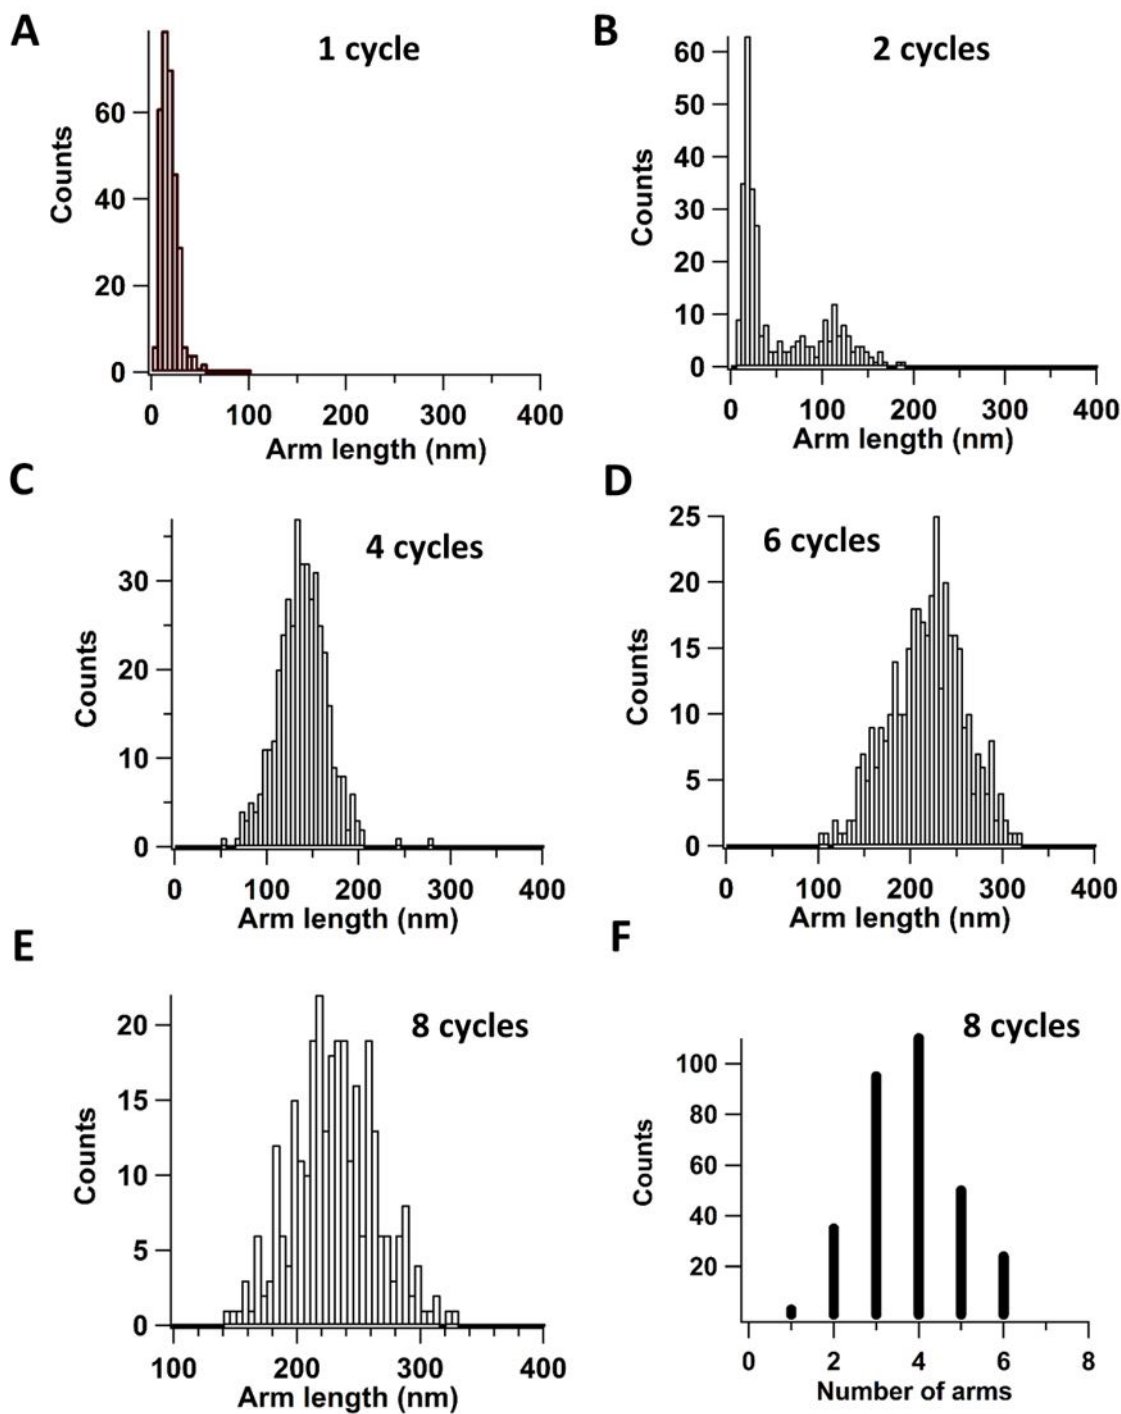 A
1 cycle
Counts
60
40
20
0
0 100 200 300 400
Arm length (nm)
B
2 cycles
Counts
60
50
40
30
20
10
0
0 100 200 300 400
Arm length (nm)
C
4 cycles
Counts
30
20
10
0
0 100 200 300 400
Arm length (nm)
D
6 cycles
Counts
25
20
15
10
5
0
0 100 200 300 400
Arm length (nm)
E
8 cycles
Counts
20
15
10
5
0
100 200 300 400
Arm length (nm)
F
8 cycles
Counts
100
80
60
40
20
0 2 4 6 8
Number of arms